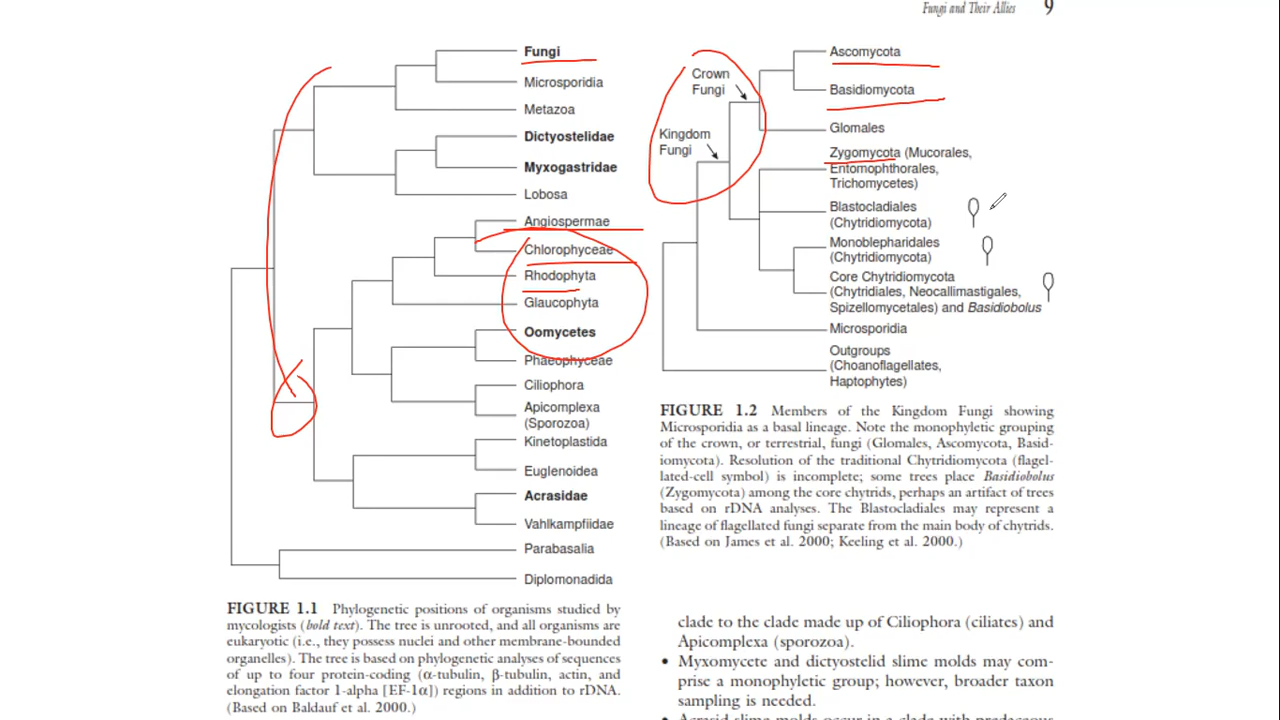 Fungi and Their Allies 9
Fungi
Microsporidia
Metazoa
Dictyostelidae
Myxogastridae
Lobosa
Angiospermae
Chlorophyceae
Rhodophyta
Glaucophyta
Oomycetes
Phaeophyceae
Ciliophora
Apicomplexa
(Sporozoa)
Kinetoplastida
Euglenoidea
Acrasidae
Vahlkampfiidae
Parabasalia
Diplomonadida
FIGURE 1.1 Phylogenetic positions of organisms studied by
mycologists (bold text). The tree is unrooted, and all organisms are
eukaryotic (i.e., they possess nuclei and other membrane-bounded
organelles). The tree is based on phylogenetic analyses of sequences
of up to four protein-coding (α-tubulin, β-tubulin, actin, and
elongation factor 1-alpha [EF-1α]) regions in addition to rDNA.
(Based on Baldauf et al. 2000.)
Crown
Fungi
Kingdom
Fungi
Ascomycota
Basidiomycota
Glomales
Zygomycota (Mucorales,
Entomophthorales,
Trichomycetes)
Blastocladiales
(Chytridiomycota)
Monoblepharidales
(Chytridiomycota)
Core Chytridiomycota
(Chytridiales, Neocallimastigales,
Spizellomycetales) and Basidiobolus
Microsporidia
Outgroups
(Choanoflagellates,
Haptophytes)
FIGURE 1.2 Members of the Kingdom Fungi showing
Microsporidia as a basal lineage. Note the monophyletic grouping
of the crown, or terrestrial, fungi (Glomales, Ascomycota, Basid-
iomycota). Resolution of the traditional Chytridiomycota (flagel-
lated-cell symbol) is incomplete; some trees place Basidiobolus
(Zygomycota) among the core chytrids, perhaps an artifact of trees
based on rDNA analyses. The Blastocladiales may represent a
lineage of flagellated fungi separate from the main body of chytrids.
(Based on James et al. 2000; Keeling et al. 2000.)
clade to the clade made up of Ciliophora (ciliates) and
Apicomplexa (sporozoa).
• Myxomycete and dictyostelid slime molds may com-
prise a monophyletic group; however, broader taxon
sampling is needed.
• Acrasid slime molds occur in a clade with predaceous